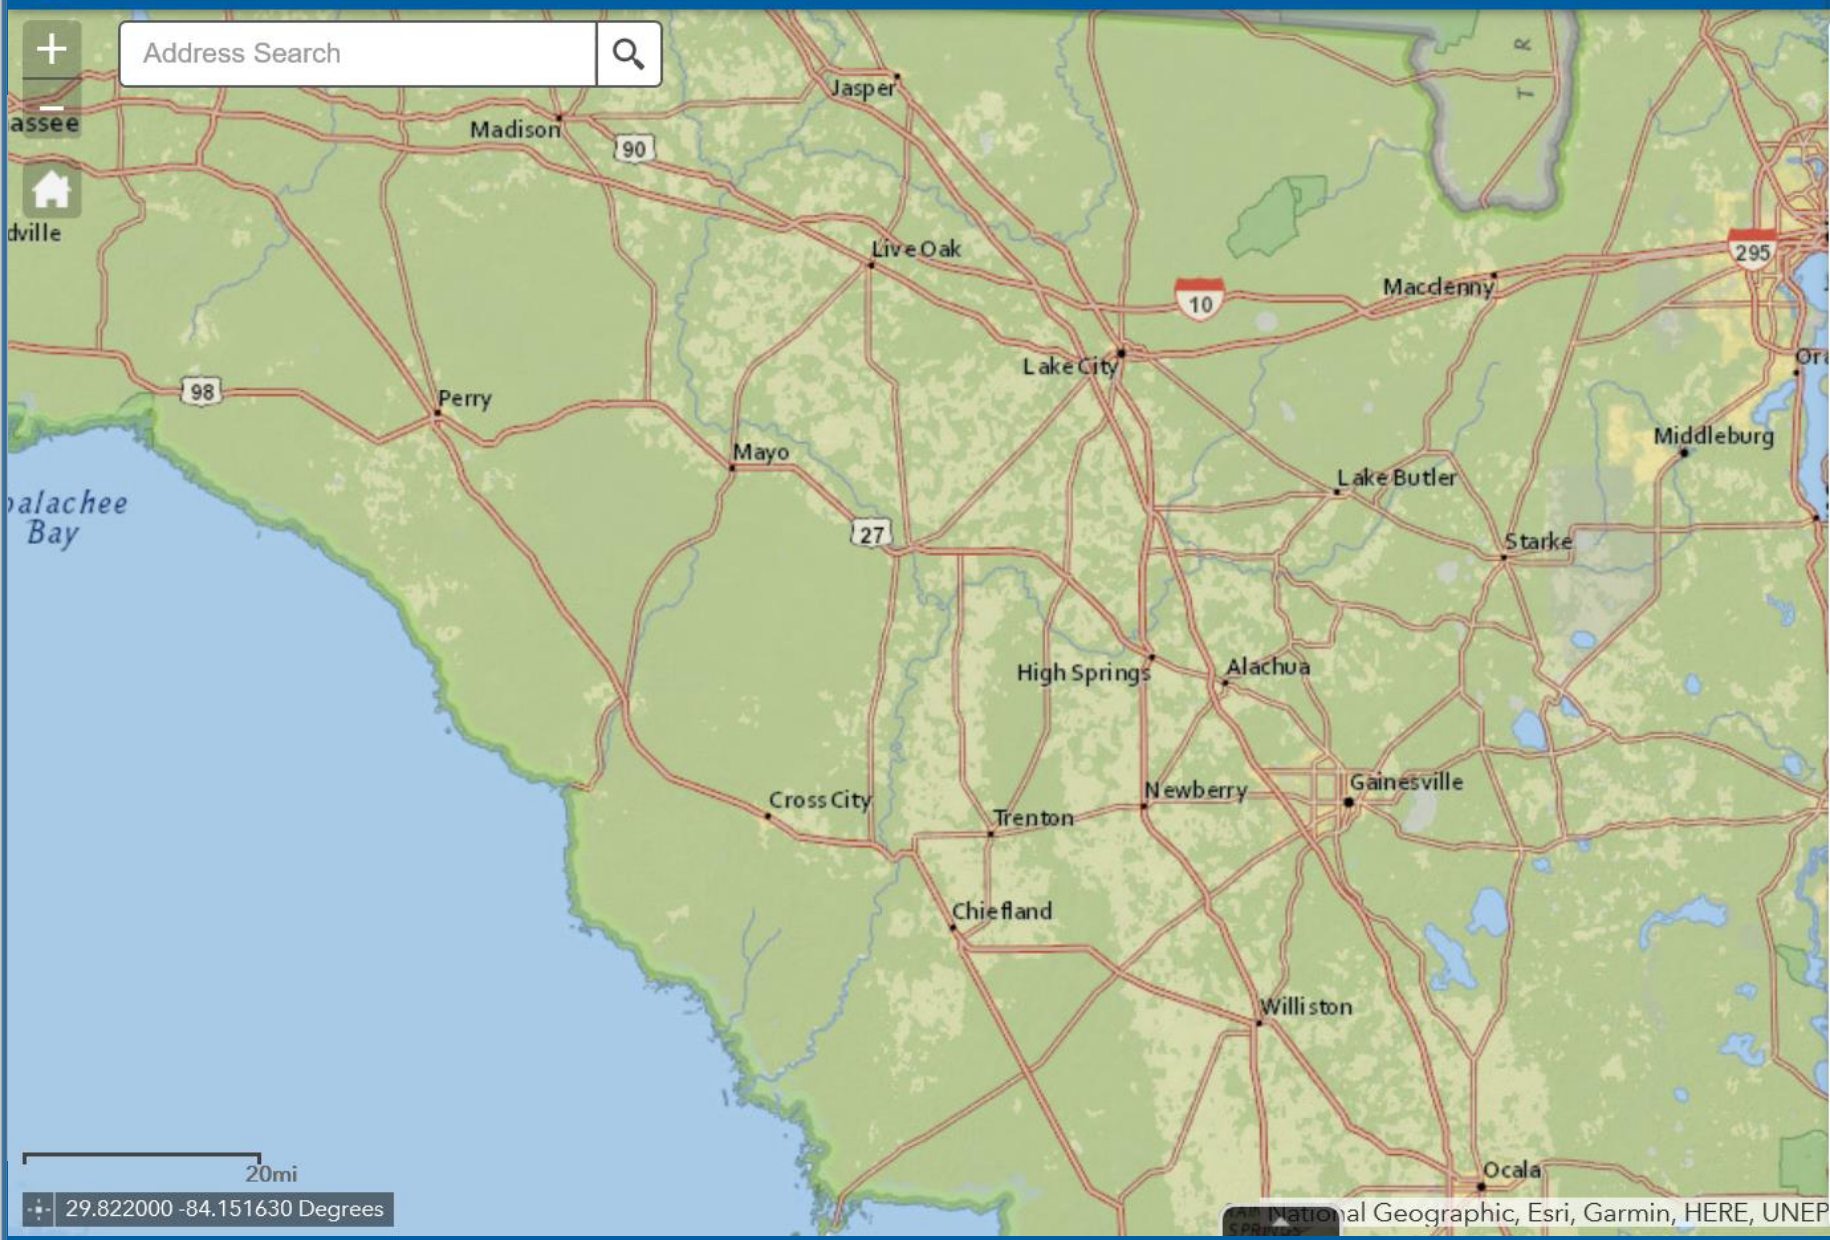 +
Address Search
−
assee
Jasper
Madison
90
T R
dville
Live Oak
295
10
Macclenny
Lake City
98
Perry
Mayo
Middleburg
Lake Butler
palachee
Bay
27
Starke
High Springs
Alachua
Gainesville
Newberry
Cross City
Trenton
Chiefland
Williston
20mi
Ocala
29.822000 -84.151630 Degrees
National Geographic, Esri, Garmin, HERE, UNEP
SPRINGS